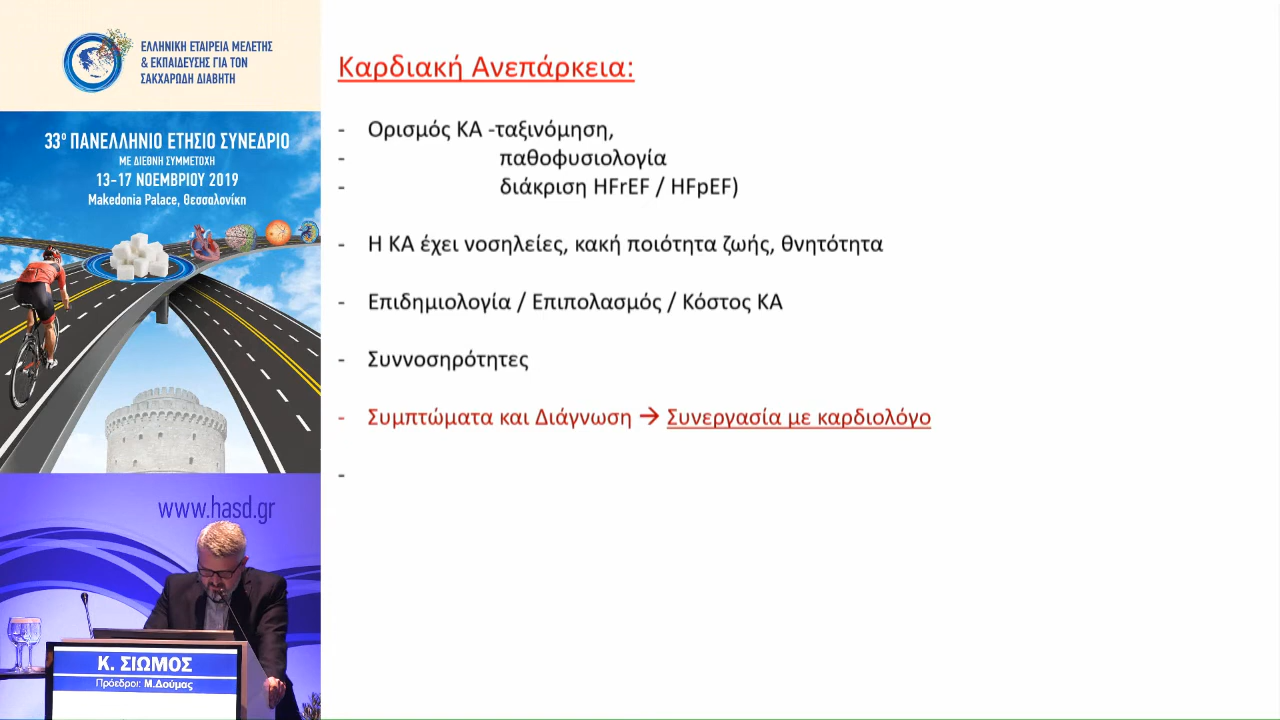 ΕΛΛΗΝΙΚΗ ΕΤΑΙΡΕΙΑ ΜΕΛΕΤΗΣ
& ΕΚΠΑΙΔΕΥΣΗΣ ΓΙΑ ΤΟΝ
ΣΑΚΧΑΡΩΔΗ ΔΙΑΒΗΤΗ
33ο ΠΑΝΕΛΛΗΝΙΟ ΕΤΗΣΙΟ ΣΥΝΕΔΡΙΟ
ΜΕ ΔΙΕΘΝΗ ΣΥΜΜΕΤΟΧΗ
13-17 ΝΟΕΜΒΡΙΟΥ 2019
Makedonia Palace, Θεσσαλονίκη
www.hasd.gr
Κ. ΣΙΩΜΟΣ
Πρόεδροι: Μ.Δούμας
Καρδιακή Ανεπάρκεια:
- Ορισμός ΚΑ -ταξινόμηση,
- παθοφυσιολογία
- διάκριση HFrEF / HFpEF)
- Η ΚΑ έχει νοσηλείες, κακή ποιότητα ζωής, θνητότητα
- Επιδημιολογία / Επιπολασμός / Κόστος ΚΑ
- Συννοσηρότητες
- Συμπτώματα και Διάγνωση → Συνεργασία με καρδιολόγο
-